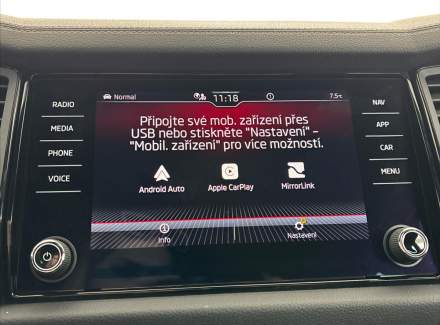 Normal
11:18
7.5°C
RADIO
MEDIA
PHONE
VOICE
Připojte své mob. zařízení přes
USB nebo stiskněte "Nastavení" –
"Mobil. zařízení" pro více možností.
Android Auto
Apple CarPlay
MirrorLink
Info
Nastavení
NAV
APP
CAR
MENU